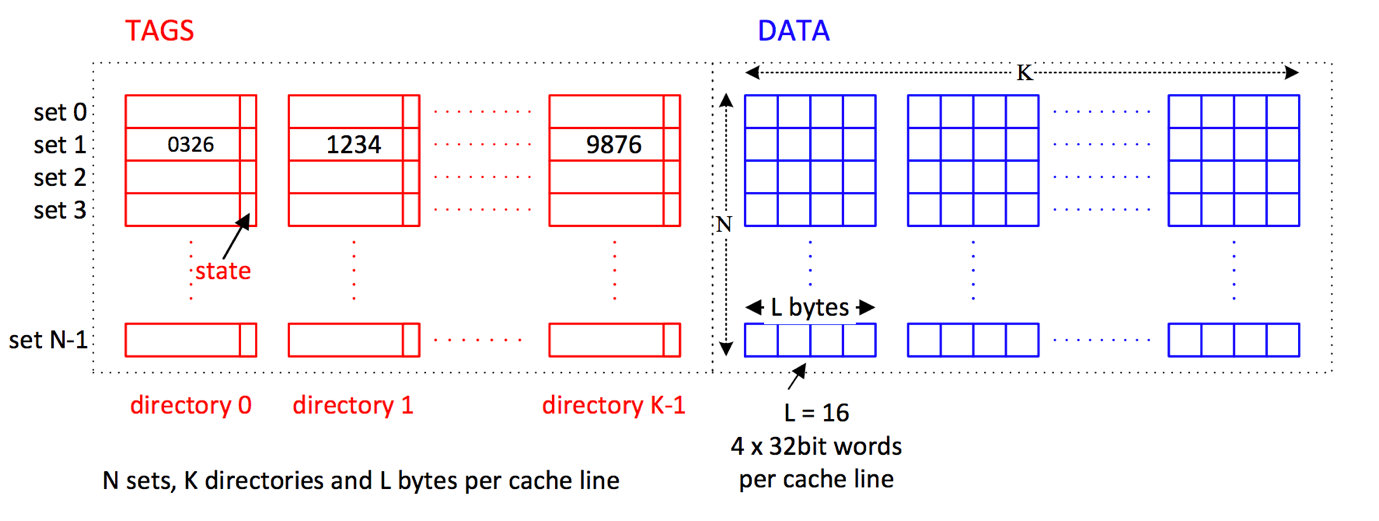 TAGS
DATA
K
set 0
set 1 0326 1234 9876
set 2
set 3
N
state
L bytes
set N-1
directory 0 directory 1 directory K-1
L = 16
4 x 32bit words
per cache line
N sets, K directories and L bytes per cache line